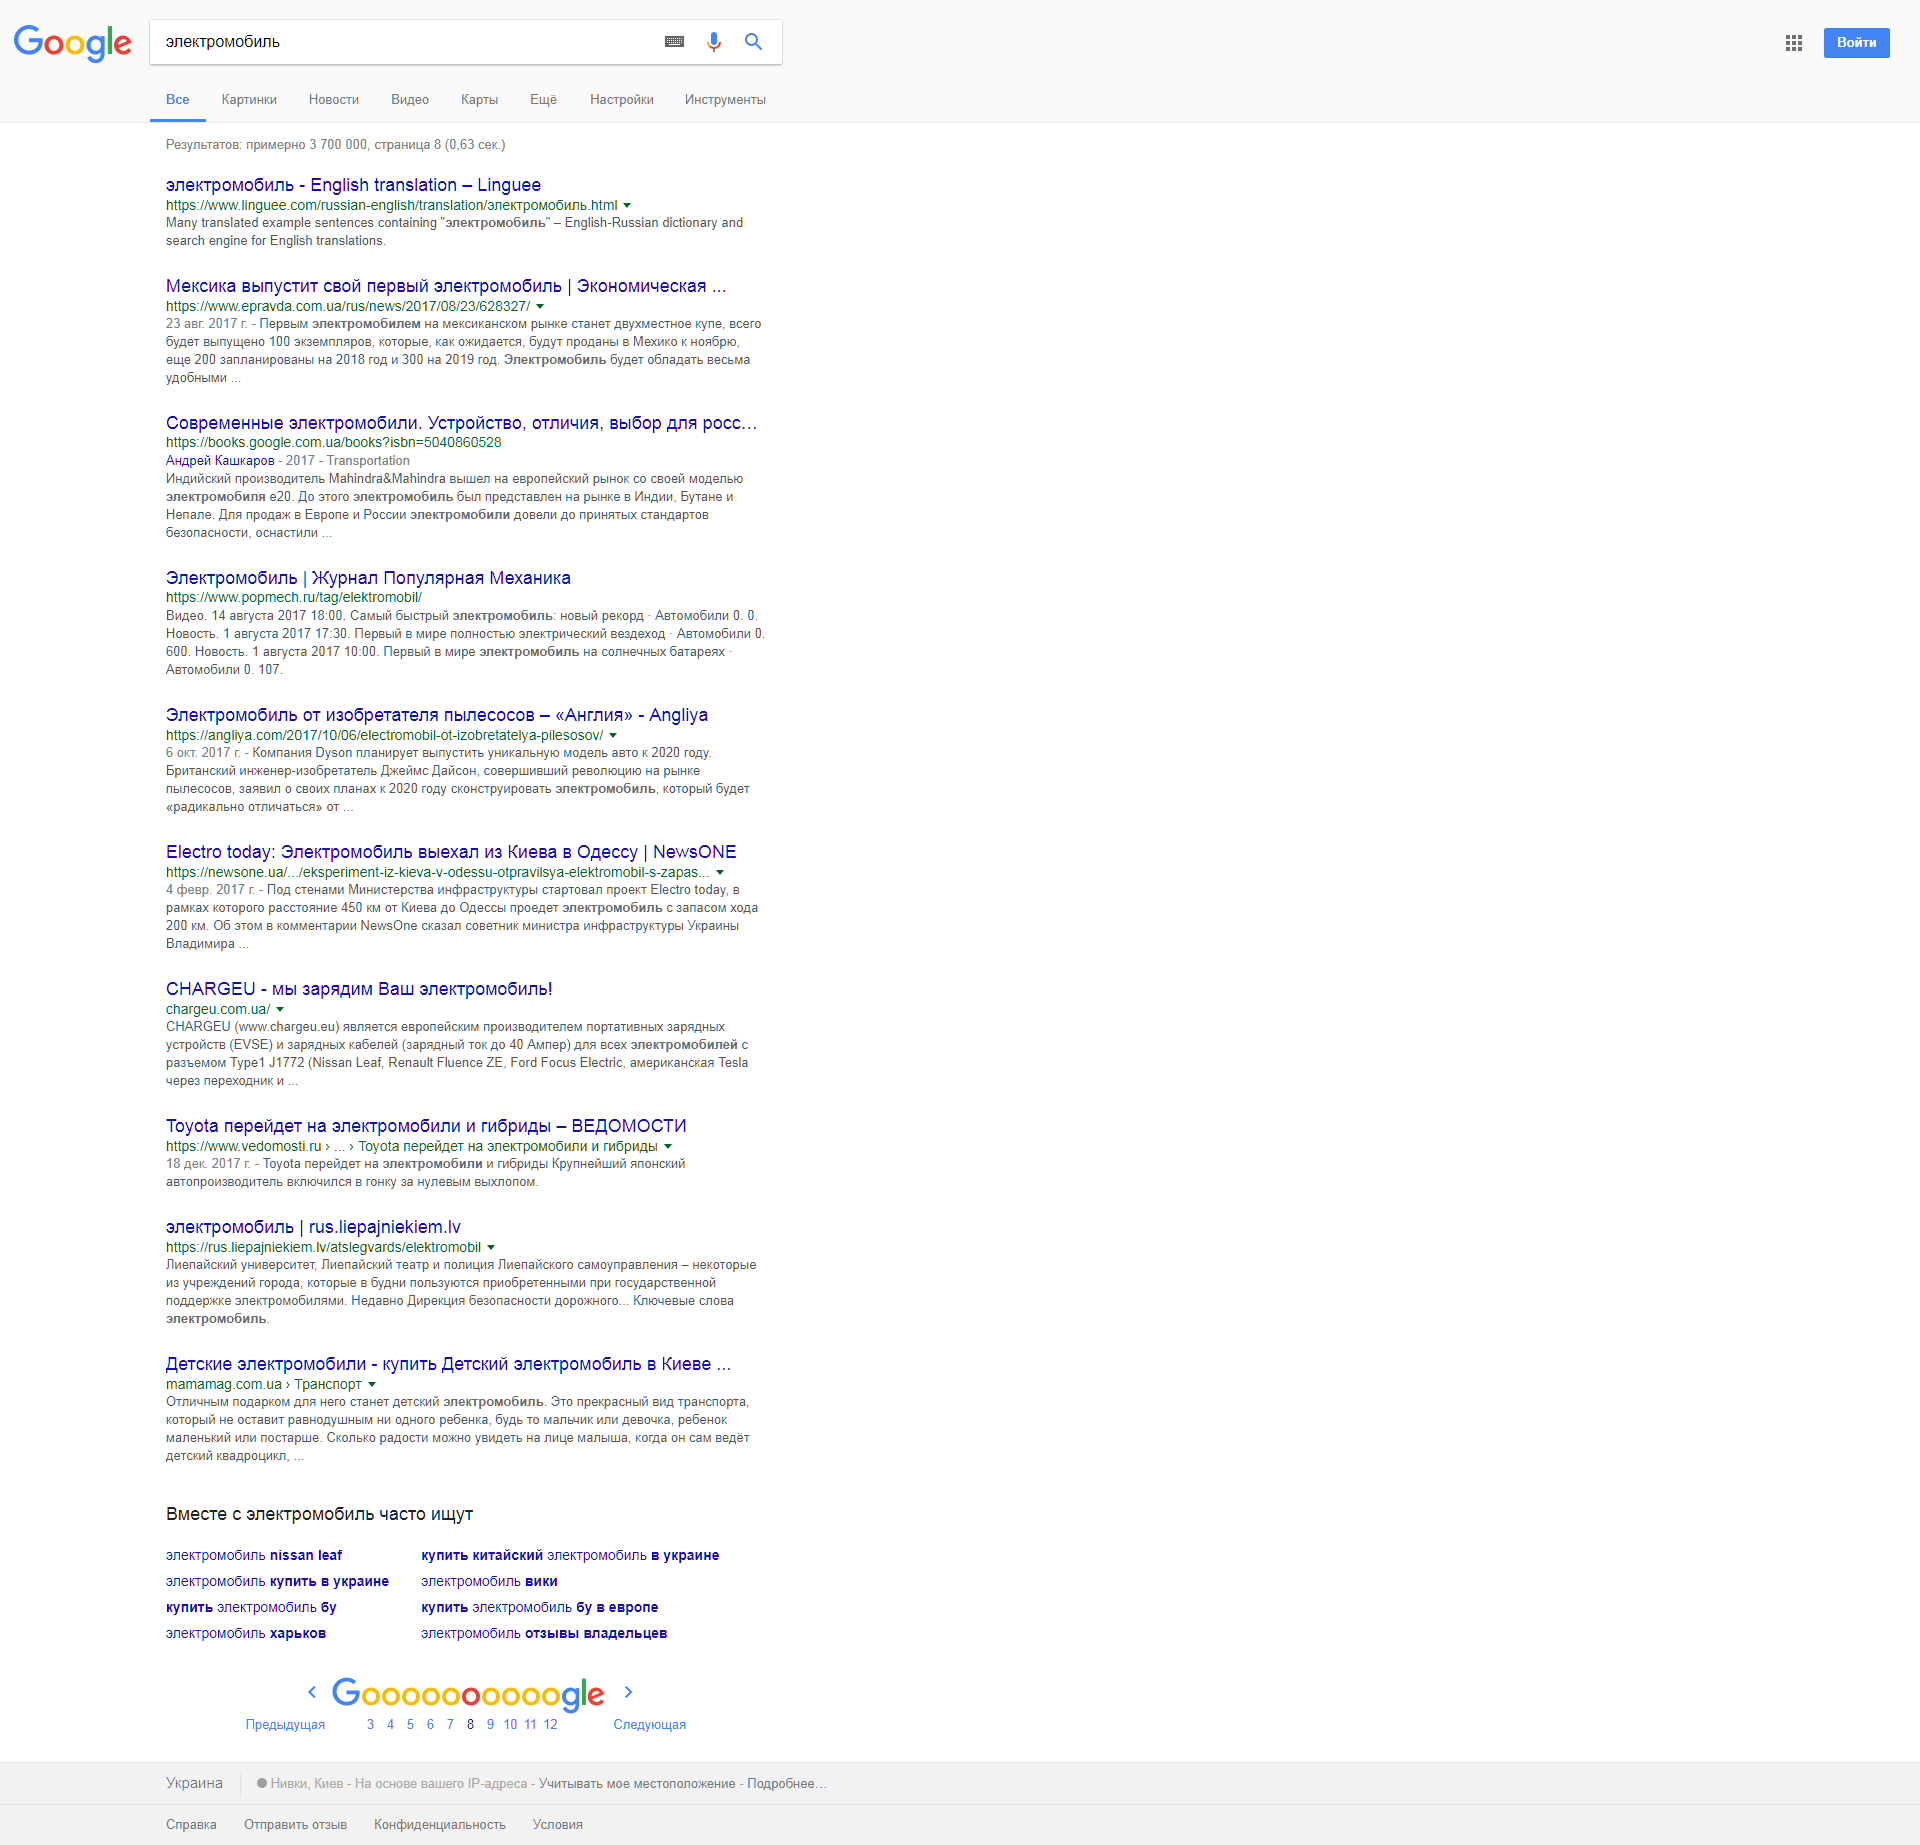 Google
электромобиль
Войти
Все Картинки Новости Видео Карты Ещё Настройки Инструменты
Результатов: примерно 3 700 000, страница 8 (0,63 сек.)
электромобиль - English translation – Linguee
https://www.linguee.com/russian-english/translation/электромобиль.html
Many translated example sentences containing "электромобиль" – English-Russian dictionary and
search engine for English translations.
Мексика выпустит свой первый электромобиль | Экономическая ...
https://www.epravda.com.ua/rus/news/2017/08/23/628327/
23 авг. 2017 г. - Первым электромобилем на мексиканском рынке станет двухместное купе, всего
будет выпущено 100 экземпляров, которые, как ожидается, будут проданы в Мехико к ноябрю,
еще 200 запланированы на 2018 год и 300 на 2019 год. Электромобиль будет обладать весьма
удобными ...
Современные электромобили. Устройство, отличия, выбор для росс...
https://books.google.com.ua/books?isbn=5040860528
Андрей Кашкаров - 2017 - Transportation
Индийский производитель Mahindra&Mahindra вышел на европейский рынок со своей моделью
электромобиля e20. До этого электромобиль был представлен на рынке в Индии, Бутане и
Непале. Для продаж в Европе и России электромобили довели до принятых стандартов
безопасности, оснастили ...
Электромобиль | Журнал Популярная Механика
https://www.popmech.ru/tag/elektromobil/
Видео. 14 августа 2017 18:00. Самый быстрый электромобиль: новый рекорд · Автомобили 0. 0.
Новость. 1 августа 2017 17:30. Первый в мире полностью электрический вездеход · Автомобили 0.
600. Новость. 1 августа 2017 10:00. Первый в мире электромобиль на солнечных батареях ·
Автомобили 0. 107.
Электромобиль от изобретателя пылесосов – «Англия» - Angliya
https://angliya.com/2017/10/06/electromobil-ot-izobretatelya-pilesosov/
6 окт. 2017 г. - Компания Dyson планирует выпустить уникальную модель авто к 2020 году.
Британский инженер-изобретатель Джеймс Дайсон, совершивший революцию на рынке
пылесосов, заявил о своих планах к 2020 году сконструировать электромобиль, который будет
«радикально отличаться» от ...
Electro today: Электромобиль выехал из Киева в Одессу | NewsONE
https://newsone.ua/.../eksperiment-iz-kieva-v-odessu-otpravilsya-elektromobil-s-zapas...
4 февр. 2017 г. - Под стенами Министерства инфраструктуры стартовал проект Electro today, в
рамках которого расстояние 450 км от Киева до Одессы проедет электромобиль с запасом хода
200 км. Об этом в комментарии NewsOne сказал советник министра инфраструктуры Украины
Владимира ...
CHARGEU - мы зарядим Ваш электромобиль!
chargeu.com.ua/
CHARGEU (www.chargeu.eu) является европейским производителем портативных зарядных
устройств (EVSE) и зарядных кабелей (зарядный ток до 40 Ампер) для всех электромобилей с
разъемом Type1 J1772 (Nissan Leaf, Renault Fluence ZE, Ford Focus Electric, американская Tesla
через переходник и ...
Toyota перейдет на электромобили и гибриды – ВЕДОМОСТИ
https://www.vedomosti.ru › ... › Toyota перейдет на электромобили и гибриды
18 дек. 2017 г. - Toyota перейдет на электромобили и гибриды Крупнейший японский
автопроизводитель включился в гонку за нулевым выхлопом.
электромобиль | rus.liepajniekiem.lv
https://rus.liepajniekiem.lv/atslegvards/elektromobil
Лиепайский университет, Лиепайский театр и полиция Лиепайского самоуправления – некоторые
из учреждений города, которые в будни пользуются приобретенными при государственной
поддержке электромобилями. Недавно Дирекция безопасности дорожного... Ключевые слова
электромобиль.
Детские электромобили - купить Детский электромобиль в Киеве ...
mamamag.com.ua › Транспорт
Отличным подарком для него станет детский электромобиль. Это прекрасный вид транспорта,
который не оставит равнодушным ни одного ребенка, будь то мальчик или девочка, ребенок
маленький или постарше. Сколько радости можно увидеть на лице малыша, когда он сам ведёт
детский квадроцикл, ...
Вместе с электромобиль часто ищут
электромобиль nissan leaf купить китайский электромобиль в украине
электромобиль купить в украине электромобиль вики
купить электромобиль бу купить электромобиль бу в европе
электромобиль харьков электромобиль отзывы владельцев
Goooooooooogle
Предыдущая 3 4 5 6 7 8 9 10 11 12 Следующая
Украина Нивки, Киев - На основе вашего IP-адреса - Учитывать мое местоположение - Подробнее...
Справка Отправить отзыв Конфиденциальность Условия